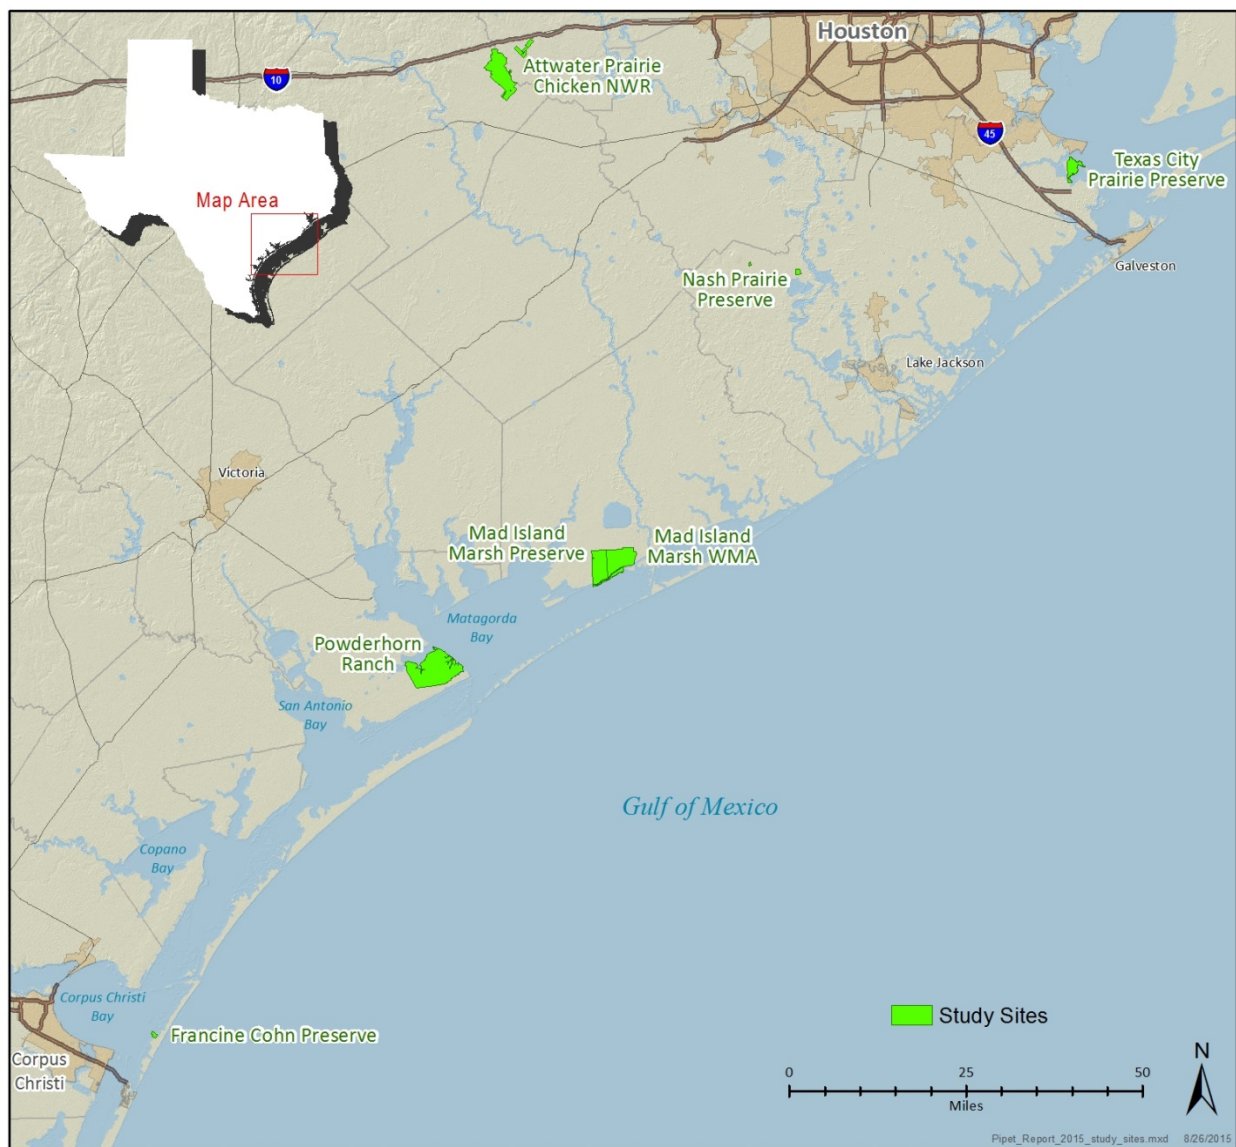 Houston
Attwater Prairie
Chicken NWR
10
45
Texas City
Prairie Preserve
Map Area
Galveston
Nash Prairie
Preserve
Lake Jackson
Victoria
Mad Island
Marsh Preserve
Mad Island
Marsh WMA
Matagorda
Bay
Powderhorn
Ranch
San Antonio
Bay
Gulf of Mexico
Copano
Bay
Corpus Christi
Bay
Francine Cohn Preserve
Corpus
Christi
Study Sites
N
0 25 50
Miles
Pipet_Report_2015_study_sites.mxd 8/26/2015